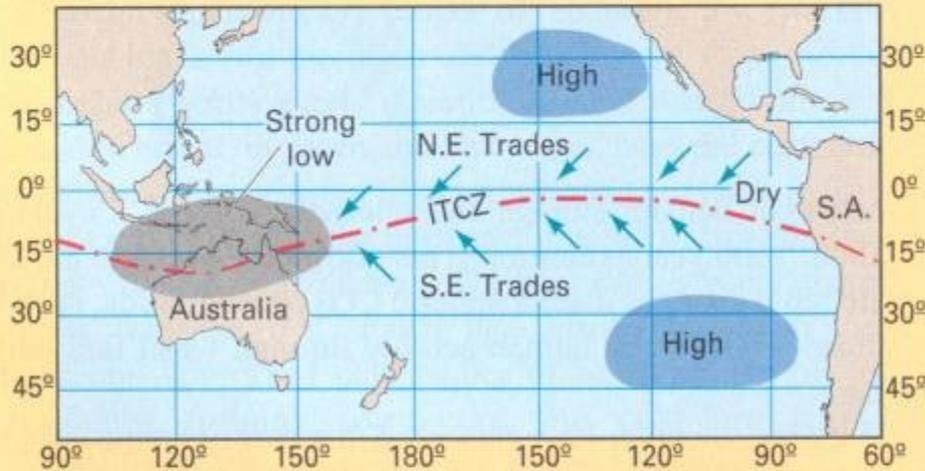 30º 30º
High
15º 15º
Strong
low
N.E. Trades
0º 0º
Dry
S.A.
ITCZ
15º 15º
S.E. Trades
Australia
30º 30º
High
45º 45º
90º 120º 150º 180º 150º 120º 90º 60º